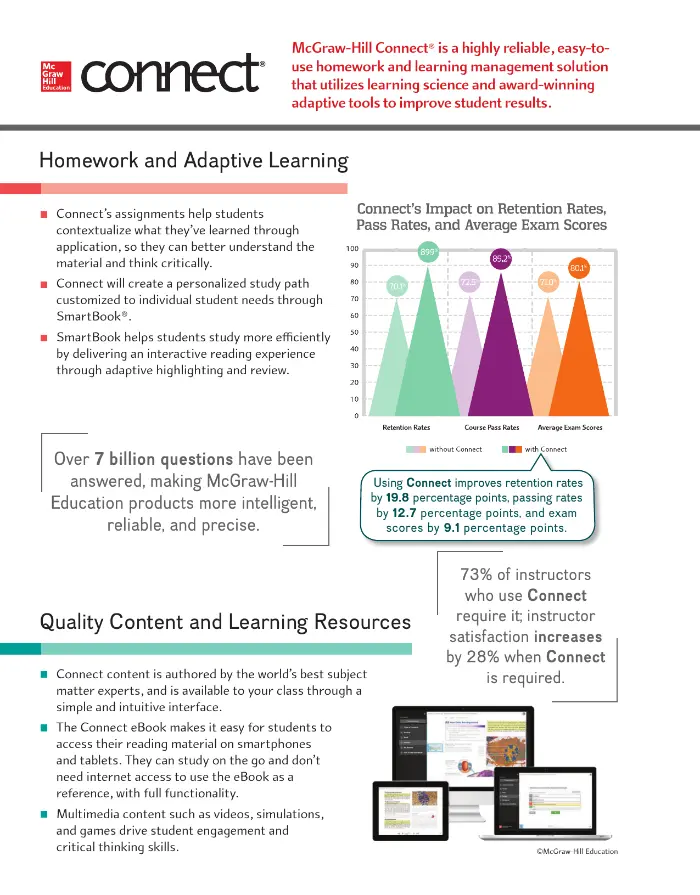 Mc
Graw
Hill
Education
connect®
McGraw-Hill Connect® is a highly reliable, easy-to-
use homework and learning management solution
that utilizes learning science and award-winning
adaptive tools to improve student results.
Homework and Adaptive Learning
■ Connect's assignments help students
contextualize what they've learned through
application, so they can better understand the
material and think critically.
■ Connect will create a personalized study path
customized to individual student needs through
SmartBook®.
■ SmartBook helps students study more efficiently
by delivering an interactive reading experience
through adaptive highlighting and review.
Over 7 billion questions have been
answered, making McGraw-Hill
Education products more intelligent,
reliable, and precise.
Connect's Impact on Retention Rates,
Pass Rates, and Average Exam Scores
100
90
80
70
60
50
40
30
20
10
0
70.1%
89.9%
72.5
85.2%
71.0%
80.1%
Retention Rates
Course Pass Rates
Average Exam Scores
without Connect
with Connect
Using Connect improves retention rates
by 19.8 percentage points, passing rates
by 12.7 percentage points, and exam
scores by 9.1 percentage points.
73% of instructors
who use Connect
require it; instructor
satisfaction increases
by 28% when Connect
is required.
Quality Content and Learning Resources
■ Connect content is authored by the world's best subject
matter experts, and is available to your class through a
simple and intuitive interface.
■ The Connect eBook makes it easy for students to
access their reading material on smartphones
and tablets. They can study on the go and don't
need internet access to use the eBook as a
reference, with full functionality.
■ Multimedia content such as videos, simulations,
and games drive student engagement and
critical thinking skills.
©McGraw-Hill Education